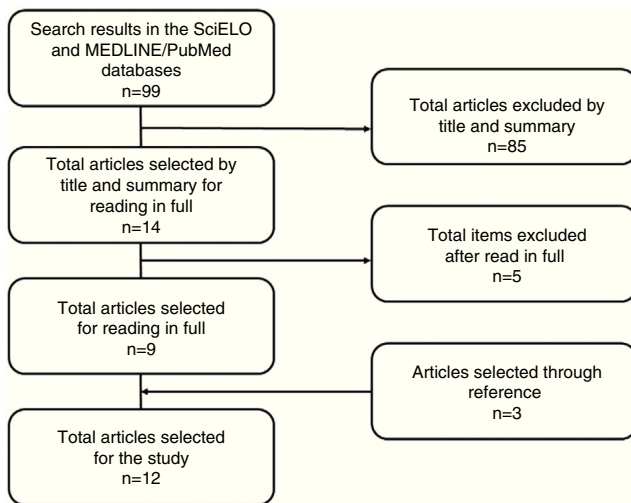 Search results in the SciELO
and MEDLINE/PubMed
databases
n=99
Total articles excluded by
title and summary
n=85
Total articles selected by
title and summary for
reading in full
n=14
Total items excluded
after read in full
n=5
Total articles selected
for reading in full
n=9
Articles selected through
reference
n=3
Total articles selected
for the study
n=12